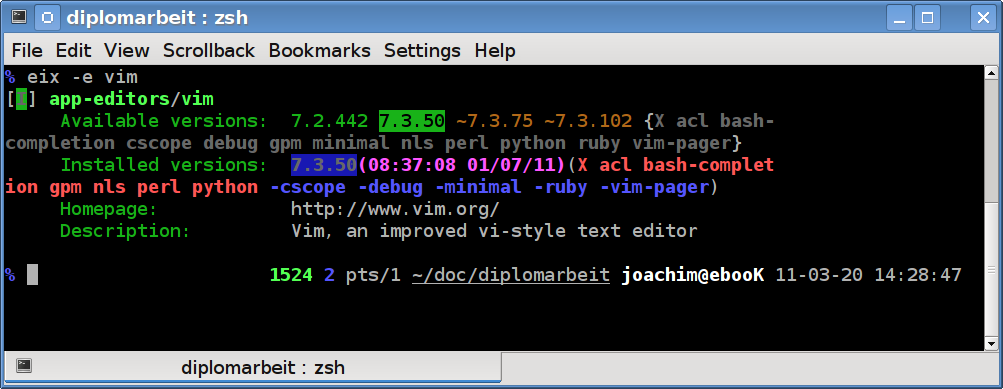 diplomarbeit : zsh
File Edit View Scrollback Bookmarks Settings Help
% eix -e vim
[I] app-editors/vim
Available versions: 7.2.442 7.3.50 ~7.3.75 ~7.3.102 {X acl bash-
completion cscope debug gpm minimal nls perl python ruby vim-pager}
Installed versions: 7.3.50(08:37:08 01/07/11)(X acl bash-complet
ion gpm nls perl python -cscope -debug -minimal -ruby -vim-pager)
Homepage: http://www.vim.org/
Description: Vim, an improved vi-style text editor
% 1524 2 pts/1 ~/doc/diplomarbeit joachim@ebooK 11-03-20 14:28:47
diplomarbeit : zsh